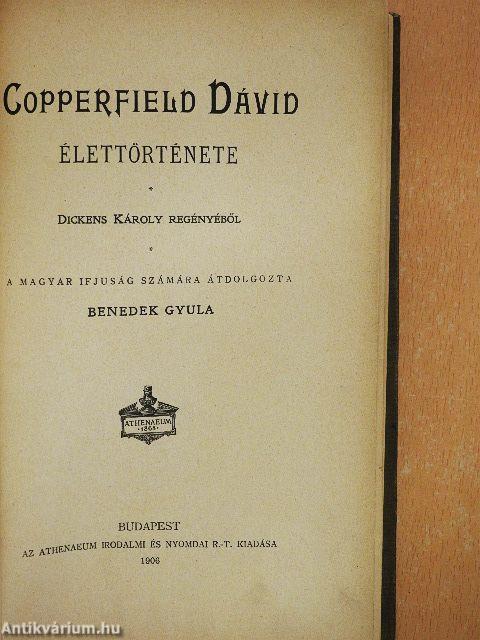 COPPERFIELD DÁVID
ÉLETTÖRTÉNETE
*
DICKENS KÁROLY REGÉNYÉBŐL
*
A MAGYAR IFJUSÁG SZÁMÁRA ÁTDOLGOZTA
BENEDEK GYULA
ATHENAEUM
·1868·
BUDAPEST
AZ ATHENAEUM IRODALMI ÉS NYOMDAI R.-T. KIADÁSA
1906
Antikvárium.hu